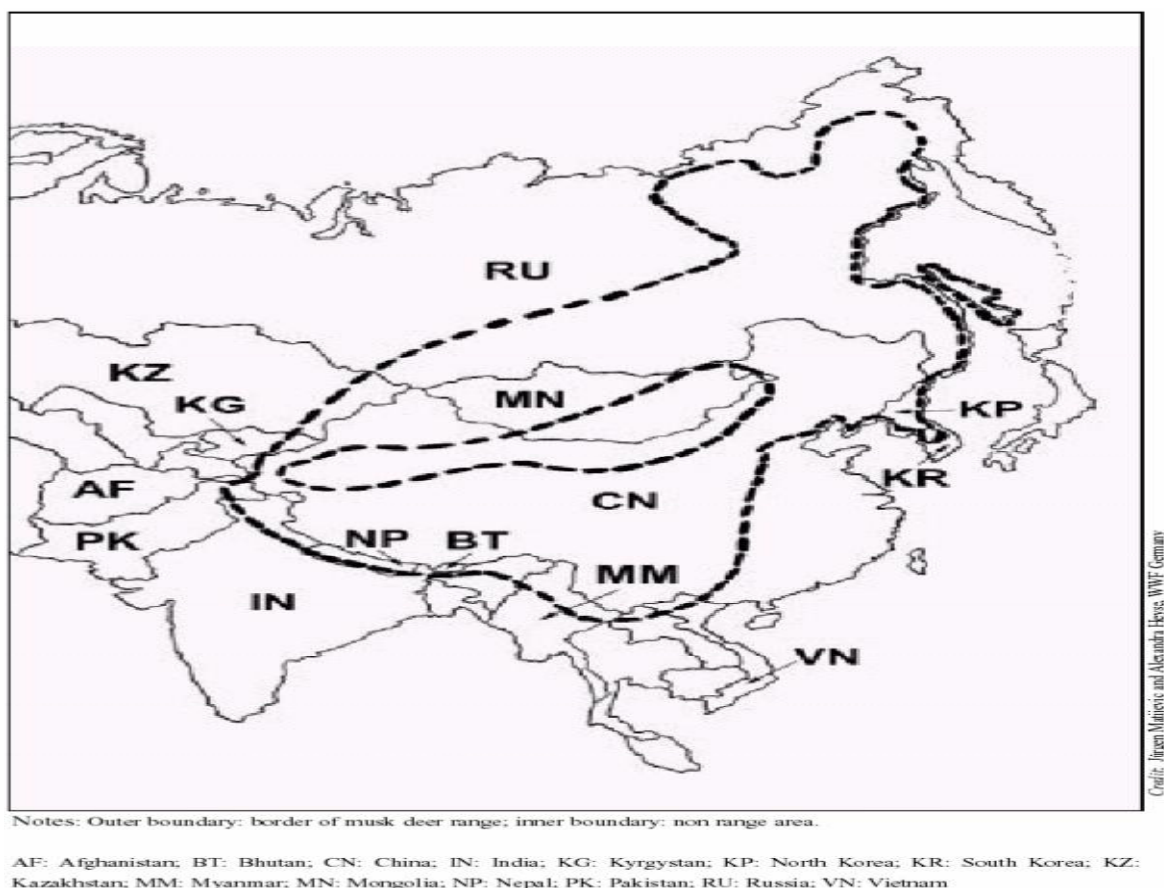 RU
KZ
KG
MN
KP
AF
KR
CN
PK
NP
BT
MM
IN
VN
Credit: Jürgen Matijevic and Alexandra Heyse, WWF Germany
Notes: Outer boundary: border of musk deer range; inner boundary: non range area.
AF: Afghanistan; BT: Bhutan; CN: China; IN: India; KG: Kyrgystan; KP: North Korea; KR: South Korea; KZ:
Kazakhstan; MM: Myanmar; MN: Mongolia; NP: Nepal; PK: Pakistan; RU: Russia; VN: Vietnam